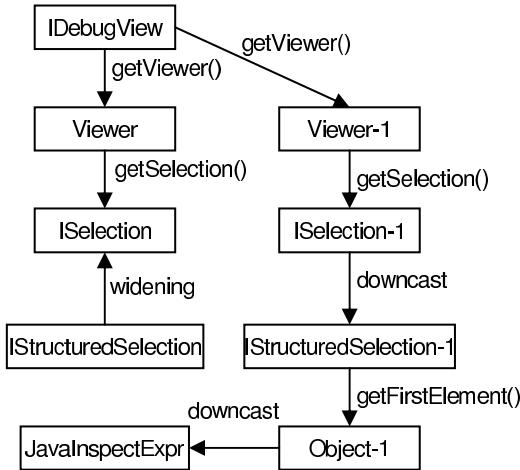 IDebugView
getViewer()
getViewer()
Viewer
Viewer-1
getSelection()
getSelection()
ISelection
ISelection-1
widening
downcast
IStructuredSelection
IStructuredSelection-1
getFirstElement()
downcast
JavaInspectExpr
Object-1